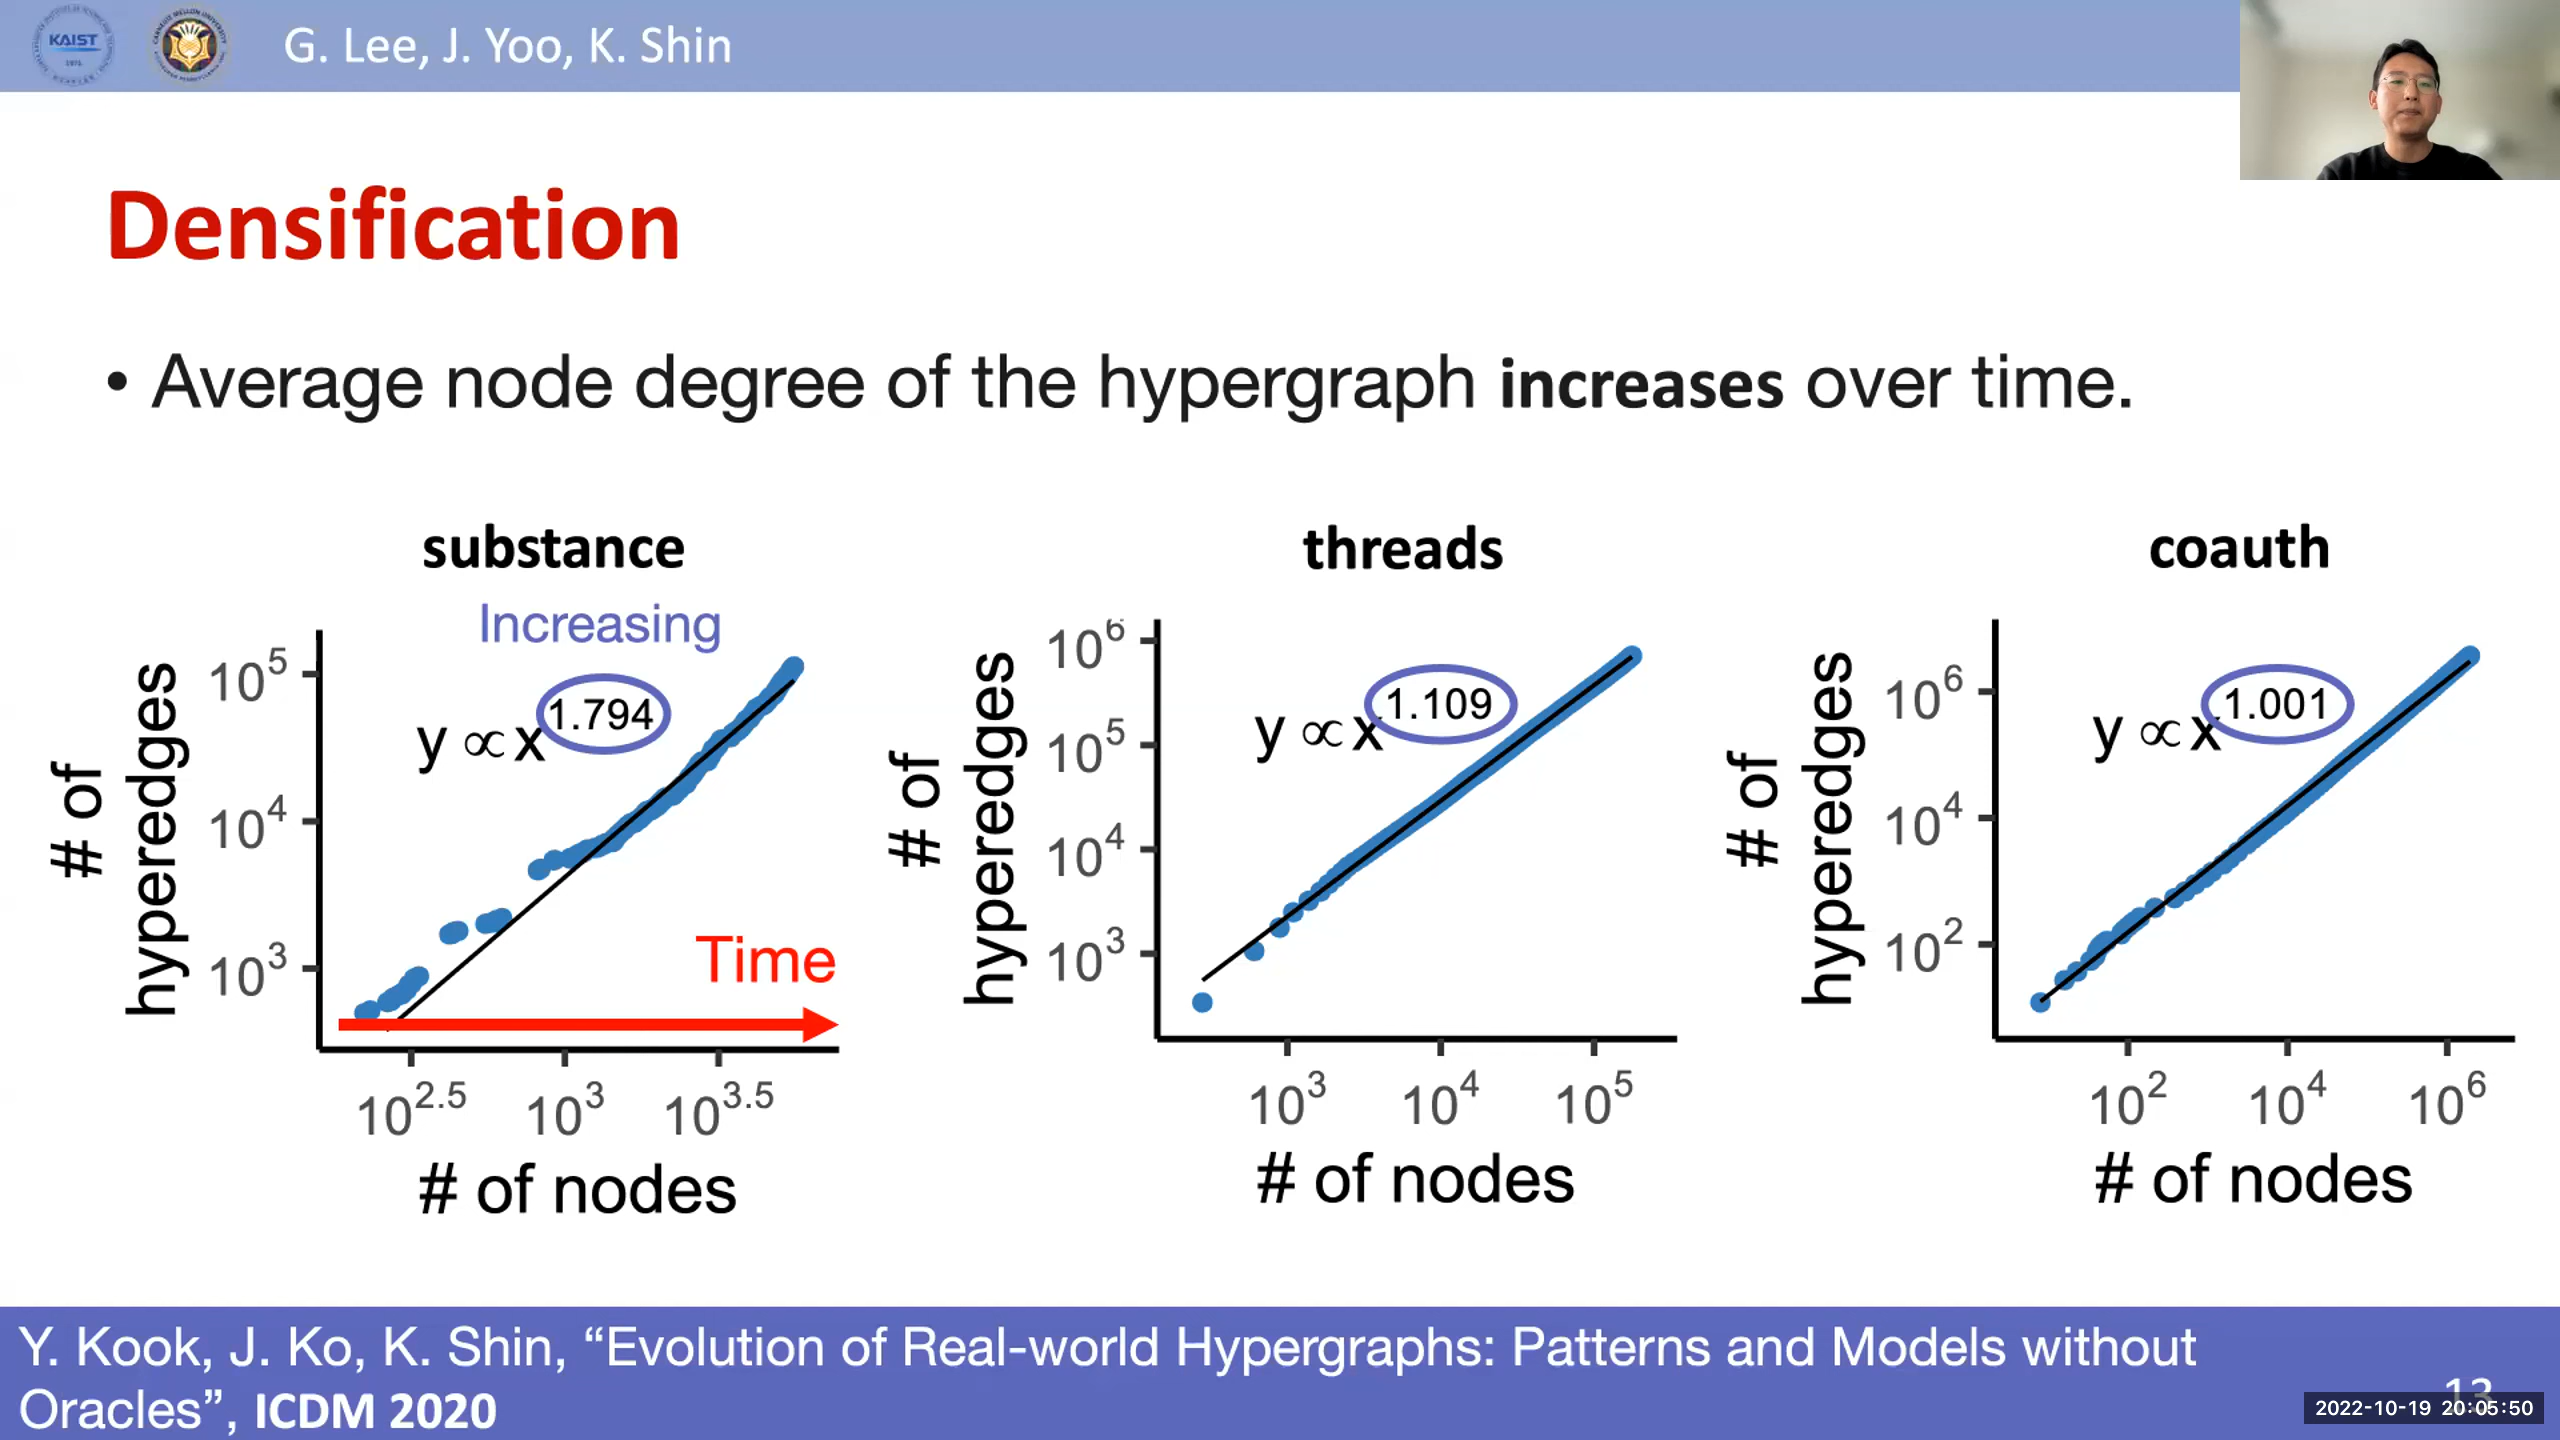 KAIST
G. Lee, J. Yoo, K. Shin
Densification
• Average node degree of the hypergraph increases over time.
substance
Increasing
y ∝ x^1.794
# of
hyperedges
10^5
10^4
10^3
Time
10^2.5 10^3 10^3.5
# of nodes
threads
y ∝ x^1.109
# of
hyperedges
10^6
10^5
10^4
10^3
10^3 10^4 10^5
# of nodes
coauth
y ∝ x^1.001
# of
hyperedges
10^6
10^4
10^2
10^2 10^4 10^6
# of nodes
Y. Kook, J. Ko, K. Shin, “Evolution of Real-world Hypergraphs: Patterns and Models without
Oracles”, ICDM 2020
13
2022-10-19 20:05:50